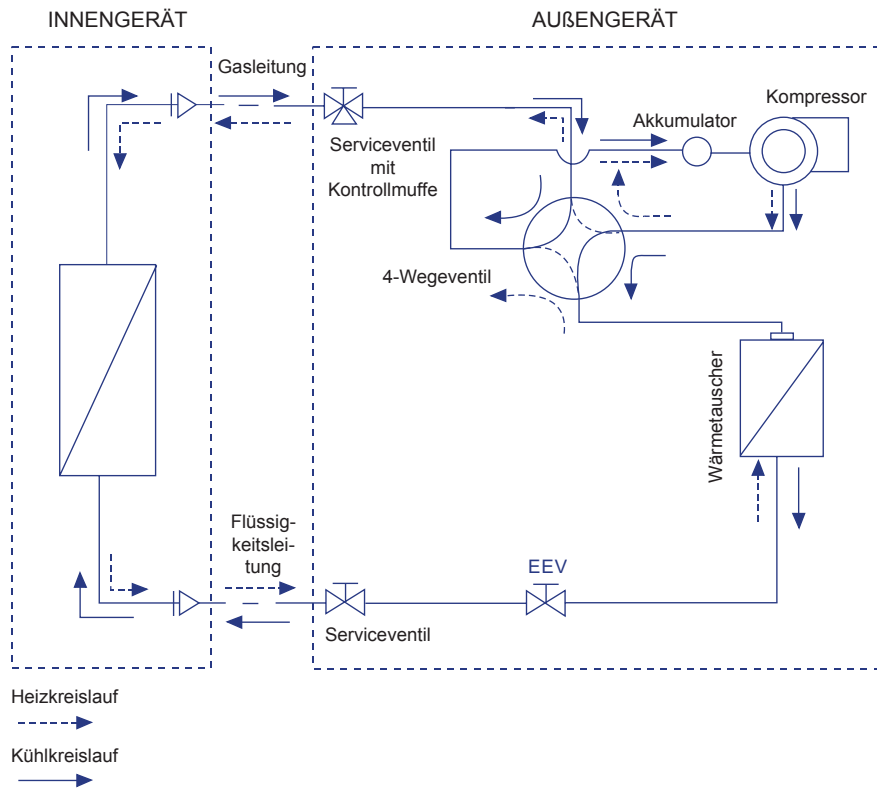 INNENGERÄT
AUßENGERÄT
Gasleitung
Serviceventil
mit
Kontrollmuffe
Akkumulator
Kompressor
4-Wegeventil
Wärmetauscher
Flüssig-
keitslei-
tung
EEV
Serviceventil
Heizkreislauf
Kühlkreislauf